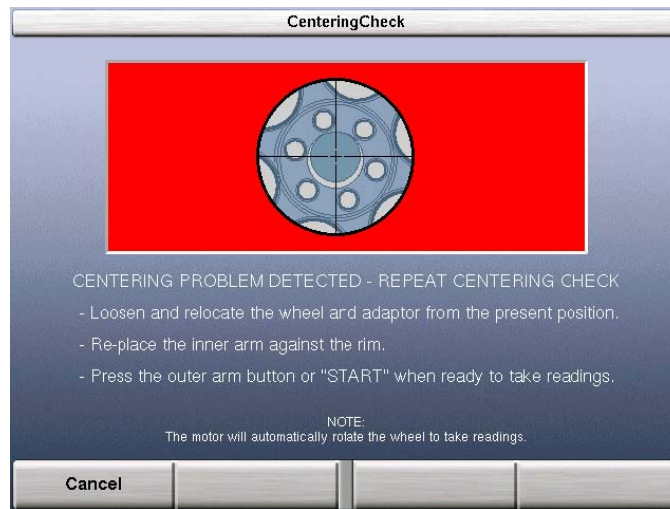 CenteringCheck
CENTERING PROBLEM DETECTED - REPEAT CENTERING CHECK
- Loosen and relocate the wheel and adaptor from the present position.
- Re-place the inner arm against the rim.
- Press the outer arm button or "START" when ready to take readings.
NOTE:
The motor will automatically rotate the wheel to take readings.
Cancel